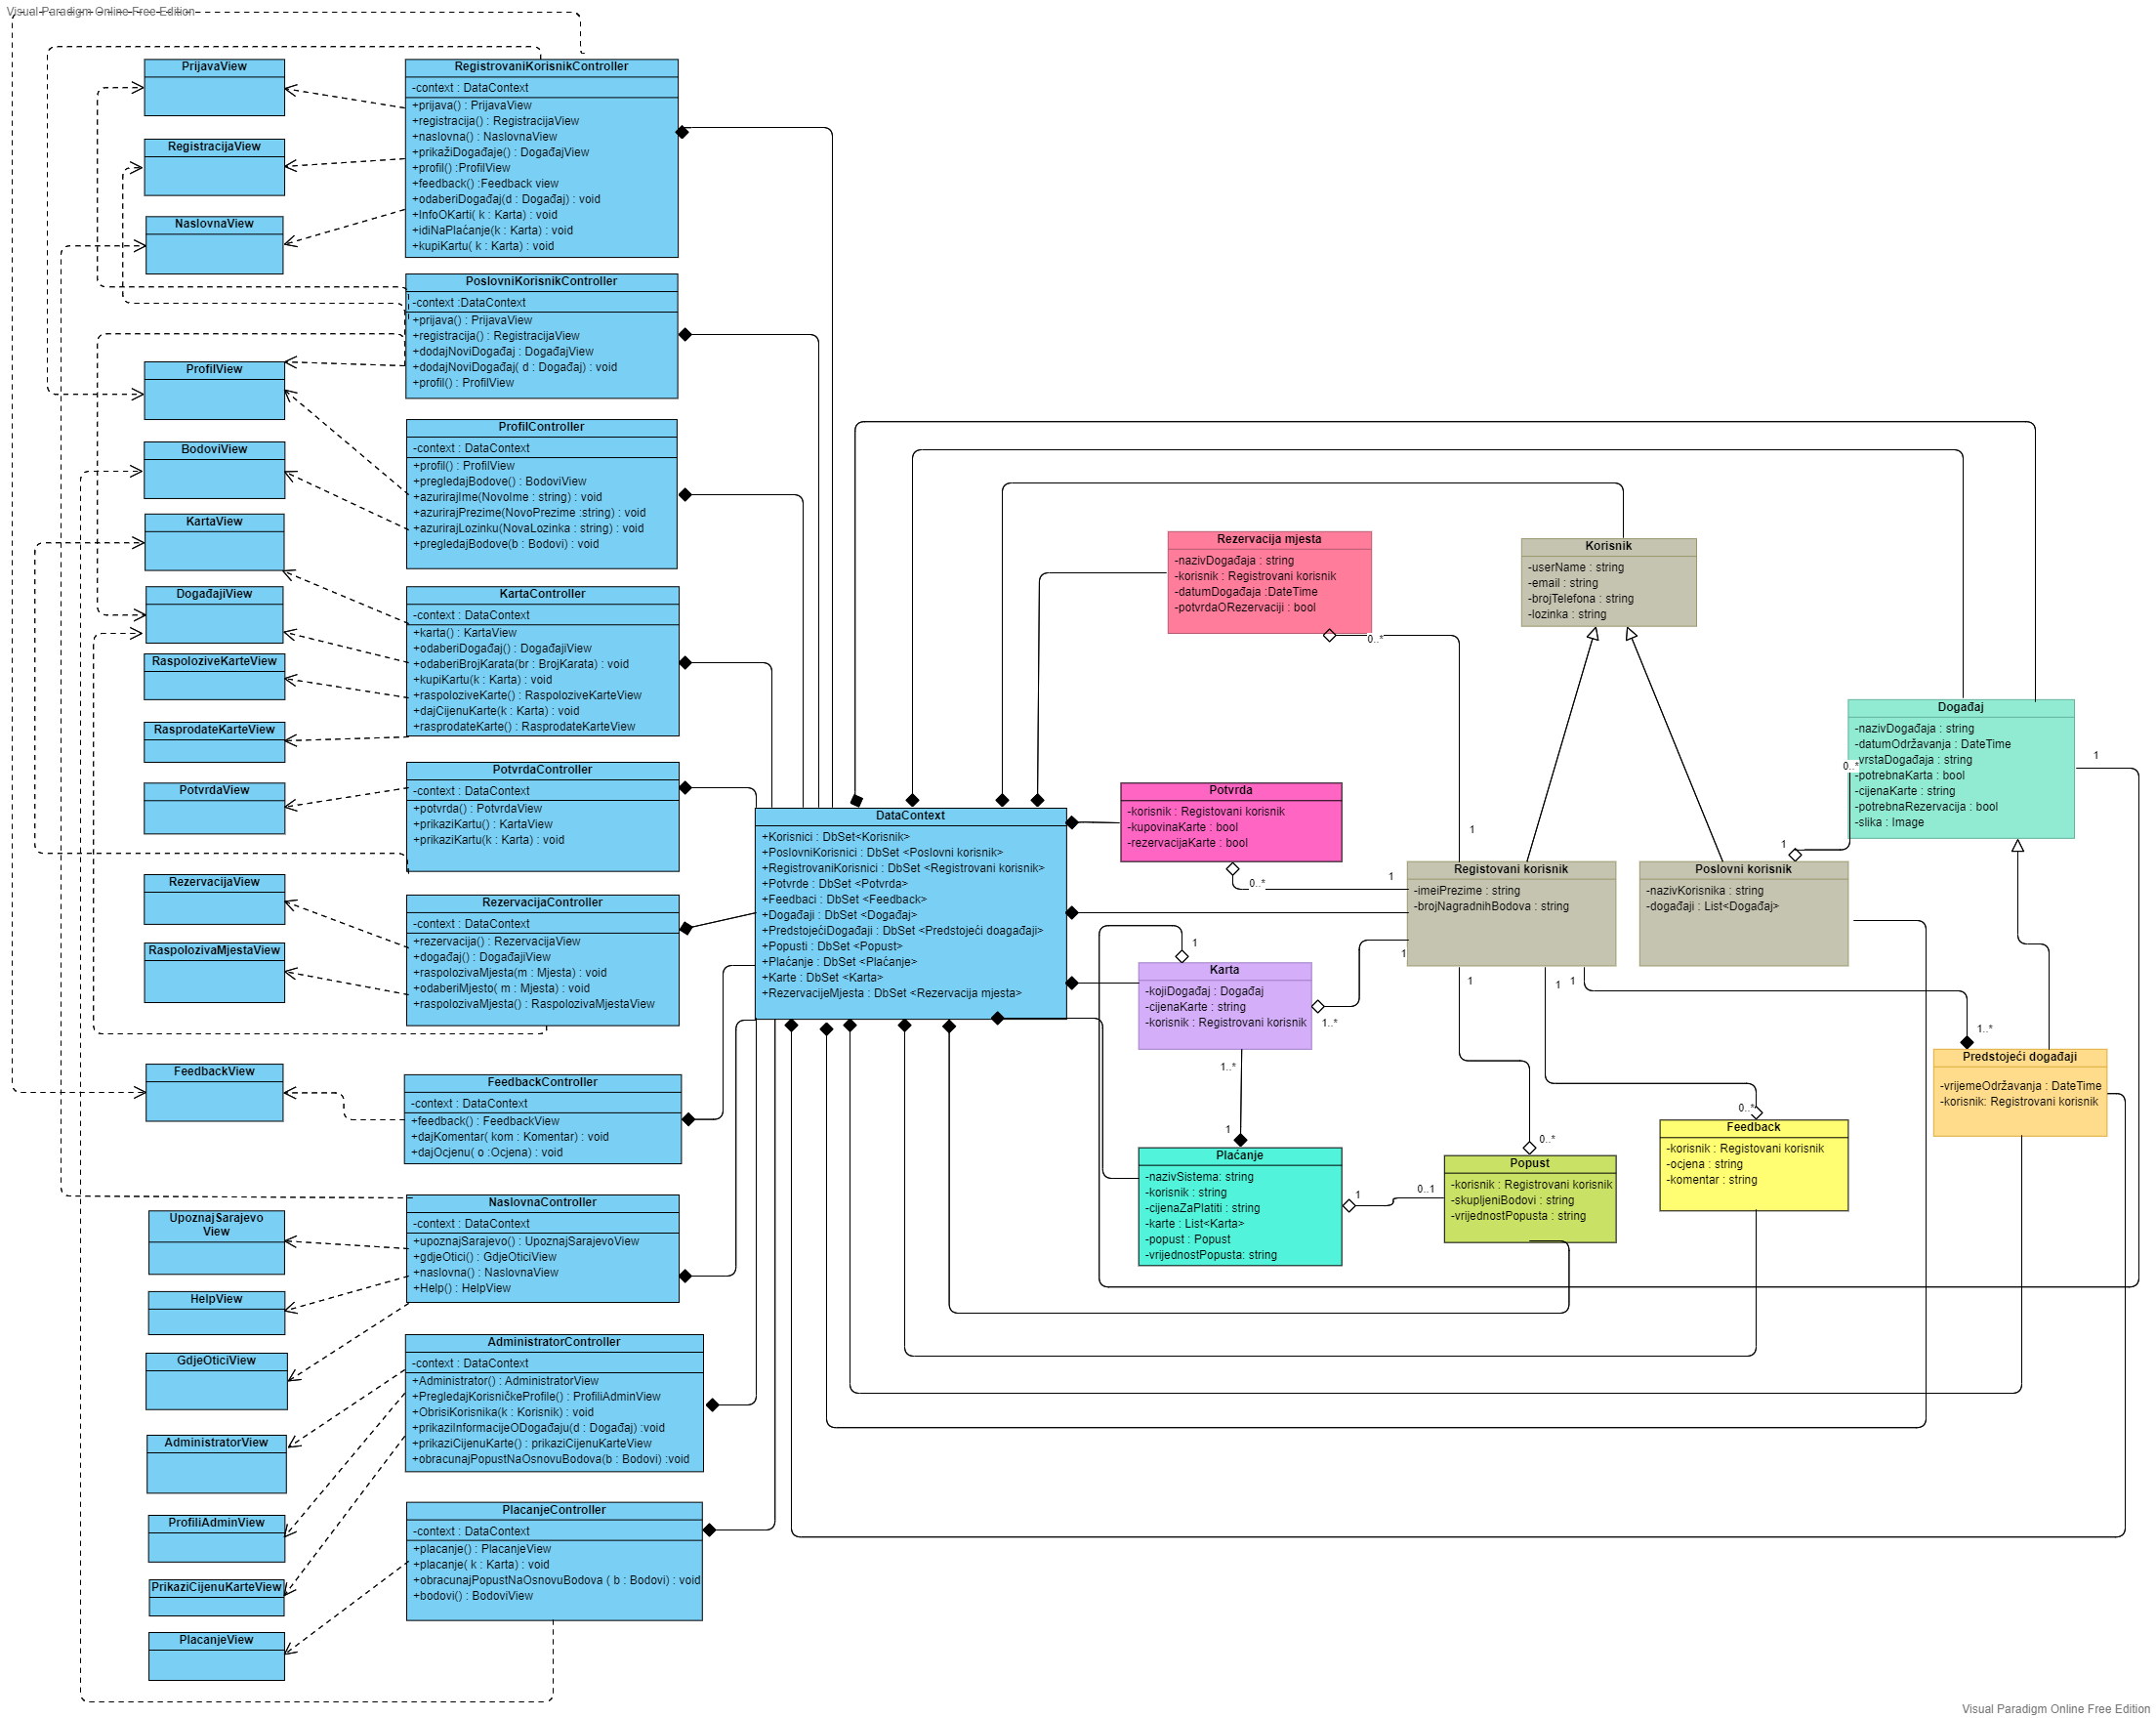 Visual Paradigm Online Free Edition
PrijavaView
RegistracijaView
NaslovnaView
ProfilView
BodoviView
KartaView
DogađajiView
RaspoloziveKarteView
RasprodateKarteView
PotvrdaView
RezervacijaView
RaspolozivaMjestaView
FeedbackView
UpoznajSarajevo
View
HelpView
GdjeOticiView
AdministratorView
ProfiliAdminView
PrikaziCijenuKarteView
PlacanjeView
RegistrovaniKorisnikController
-context : DataContext
+prijava() : PrijavaView
+registracija() : RegistracijaView
+naslovna() : NaslovnaView
+prikažiDogađaje() : DogađajView
+profil() :ProfilView
+feedback() :Feedback view
+odaberiDogađaj(d : Događaj) : void
+InfoOKarti( k : Karta) : void
+idiNaPlaćanje(k : Karta) : void
+kupiKartu( k : Karta) : void
PoslovniKorisnikController
-context :DataContext
+prijava() : PrijavaView
+registracija() : RegistracijaView
+dodajNoviDogađaj : DogađajView
+dodajNoviDogađaj( d : Događaj) : void
+profil() : ProfilView
ProfilController
-context : DataContext
+profil() : ProfilView
+pregledajBodove() : BodoviView
+azurirajIme(NovoIme : string) : void
+azurirajPrezime(NovoPrezime :string) : void
+azurirajLozinku(NovaLozinka : string) : void
+pregledajBodove(b : Bodovi) : void
KartaController
-context : DataContext
+karta() : KartaView
+odaberiDogađaj() : DogađajiView
+odaberiBrojKarata(br : BrojKarata) : void
+kupiKartu(k : Karta) : void
+raspoloziveKarte() : RaspoloziveKarteView
+dajCijenuKarte(k : Karta) : void
+rasprodateKarte() : RasprodateKarteView
PotvrdaController
-context : DataContext
+potvrda() : PotvrdaView
+prikaziKartu() : KartaView
+prikaziKartu(k : Karta) : void
RezervacijaController
-context : DataContext
+rezervacija() : RezervacijaView
+događaj() : DogađajiView
+raspolozivaMjesta(m : Mjesta) : void
+odaberiMjesto( m : Mjesta) : void
+raspolozivaMjesta() : RaspolozivaMjestaView
FeedbackController
-context : DataContext
+feedback() : FeedbackView
+dajKomentar( kom : Komentar) : void
+dajOcjenu( o :Ocjena) : void
NaslovnaController
-context : DataContext
+upoznajSarajevo() : UpoznajSarajevoView
+gdjeOtici() : GdjeOticiView
+naslovna() : NaslovnaView
+Help() : HelpView
AdministratorController
-context : DataContext
+Administrator() : AdministratorView
+PregledajKorisničkeProfile() : ProfiliAdminView
+ObrisiKorisnika(k : Korisnik) : void
+prikaziInformacijeODogađaju(d : Događaj) :void
+prikaziCijenuKarte() : prikaziCijenuKarteView
+obracunajPopustNaOsnovuBodova(b : Bodovi) :void
PlacanjeController
-context : DataContext
+placanje() : PlacanjeView
+placanje( k : Karta) : void
+obracunajPopustNaOsnovuBodova ( b : Bodovi) : void
+bodovi() : BodoviView
DataContext
+Korisnici : DbSet<Korisnik>
+PoslovniKorisnici : DbSet <Poslovni korisnik>
+RegistrovaniKorisnici : DbSet <Registrovani korisnik>
+Potvrde : DbSet <Potvrda>
+Feedbaci : DbSet <Feedback>
+Događaji : DbSet <Događaj>
+PredstojećiDogađaji : DbSet <Predstojeći doagađaji>
+Popusti : DbSet <Popust>
+Plaćanje : DbSet <Plaćanje>
+Karte : DbSet <Karta>
+RezervacijeMjesta : DbSet <Rezervacija mjesta>
Rezervacija mjesta
-nazivDogađaja : string
-korisnik : Registrovani korisnik
-datumDogađaja :DateTime
-potvrdaORezervaciji : bool
0..*
1
Korisnik
-userName : string
-email : string
-brojTelefona : string
-lozinka : string
Događaj
-nazivDogađaja : string
-datumOdržavanja : DateTime
-vrstaDogađaja : string
-potrebnaKarta : bool
-cijenaKarte : string
-potrebnaRezervacija : bool
-slika : Image
0..*
1
1
Potvrda
-korisnik : Registovani korisnik
-kupovinaKarte : bool
-rezervacijaKarte : bool
0..*
1
Registovani korisnik
-imeiPrezime : string
-brojNagradnihBodova : string
Poslovni korisnik
-nazivKorisnika : string
-događaji : List<Događaj>
1
1
1
1
1
Karta
-kojiDogađaj : Događaj
-cijenaKarte : string
-korisnik : Registrovani korisnik
1..*
1..*
1
Predstojeći događaji
-vrijemeOdržavanja : DateTime
-korisnik: Registrovani korisnik
1..*
Plaćanje
-nazivSistema: string
-korisnik : string
-cijenaZaPlatiti : string
-karte : List<Karta>
-popust : Popust
-vrijednostPopusta: string
1
0..1
Popust
-korisnik : Registrovani korisnik
-skupljeniBodovi : string
-vrijednostPopusta : string
0..*
Feedback
-korisnik : Registovani korisnik
-ocjena : string
-komentar : string
0..*
Visual Paradigm Online Free Edition